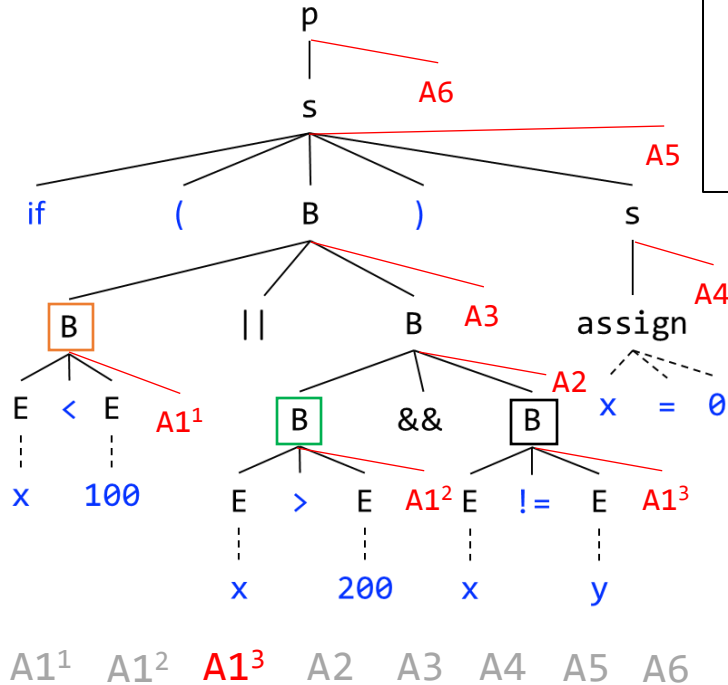 p
A6
s
A5
if ( B ) s
A4
B || B A3 assign
E < E A1¹ B && B A2 x = 0
x 100 E > E A1² E != E A1³
x 200 x y
A1¹ A1² A1³ A2 A3 A4 A5 A6